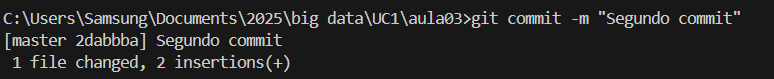 C:\Users\Samsung\Documents\2025\big data\UC1\aula03>git commit -m "Segundo commit"
[master 2dabbba] Segundo commit
 1 file changed, 2 insertions(+)